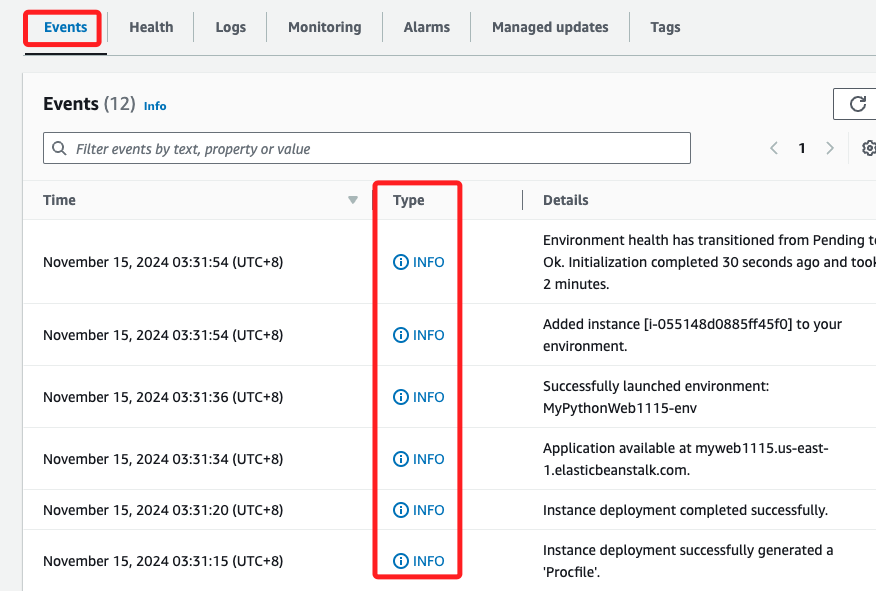 Events Health Logs Monitoring Alarms Managed updates Tags
Events (12) Info
Filter events by text, property or value
1
Time Type Details
November 15, 2024 03:31:54 (UTC+8) INFO Environment health has transitioned from Pending to
Ok. Initialization completed 30 seconds ago and took
2 minutes.
November 15, 2024 03:31:54 (UTC+8) INFO Added instance [i-055148d0885ff45f0] to your
environment.
November 15, 2024 03:31:36 (UTC+8) INFO Successfully launched environment:
MyPythonWeb1115-env
November 15, 2024 03:31:34 (UTC+8) INFO Application available at myweb1115.us-east-
1.elasticbeanstalk.com.
November 15, 2024 03:31:20 (UTC+8) INFO Instance deployment completed successfully.
November 15, 2024 03:31:15 (UTC+8) INFO Instance deployment successfully generated a
'Procfile'.